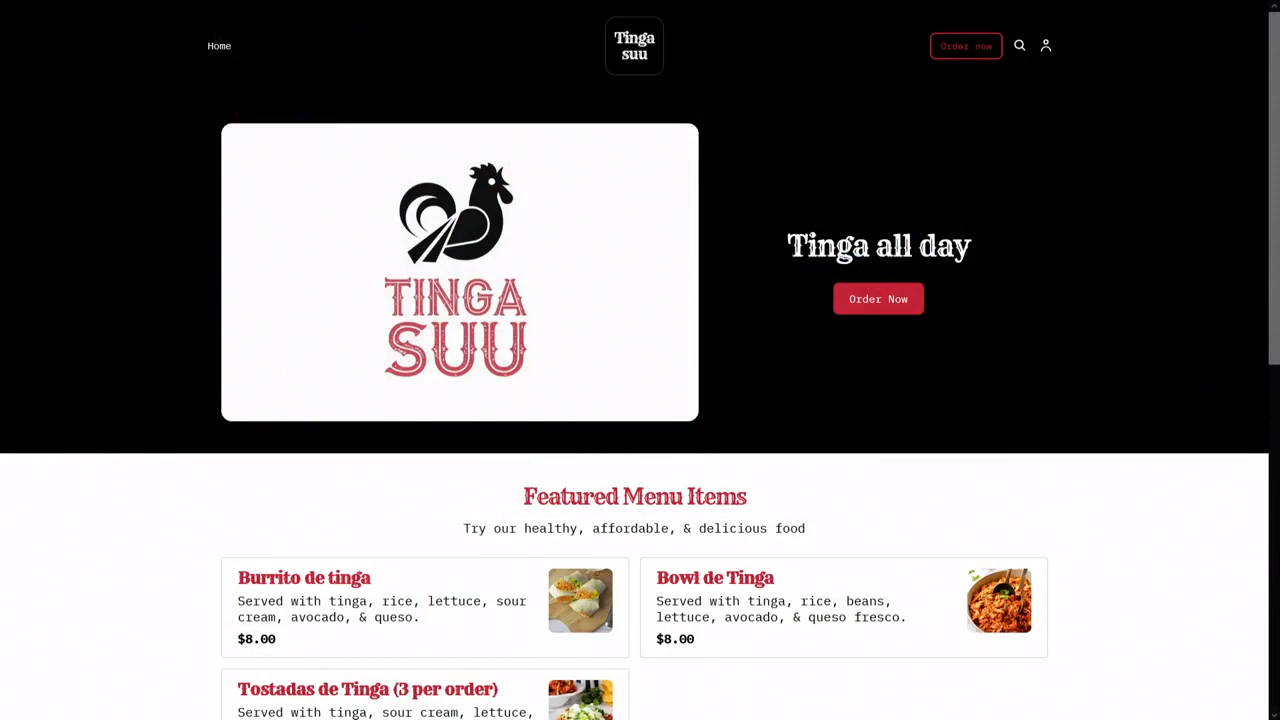 Home
Tinga
suu
Order now
TINGA
SUU
Tinga all day
Order Now
Featured Menu Items
Try our healthy, affordable, & delicious food
Burrito de tinga
Served with tinga, rice, lettuce, sour
cream, avocado, & queso.
$8.00
Bowl de Tinga
Served with tinga, rice, beans,
lettuce, avocado, & queso fresco.
$8.00
Tostadas de Tinga (3 per order)
Served with tinga, sour cream, lettuce,